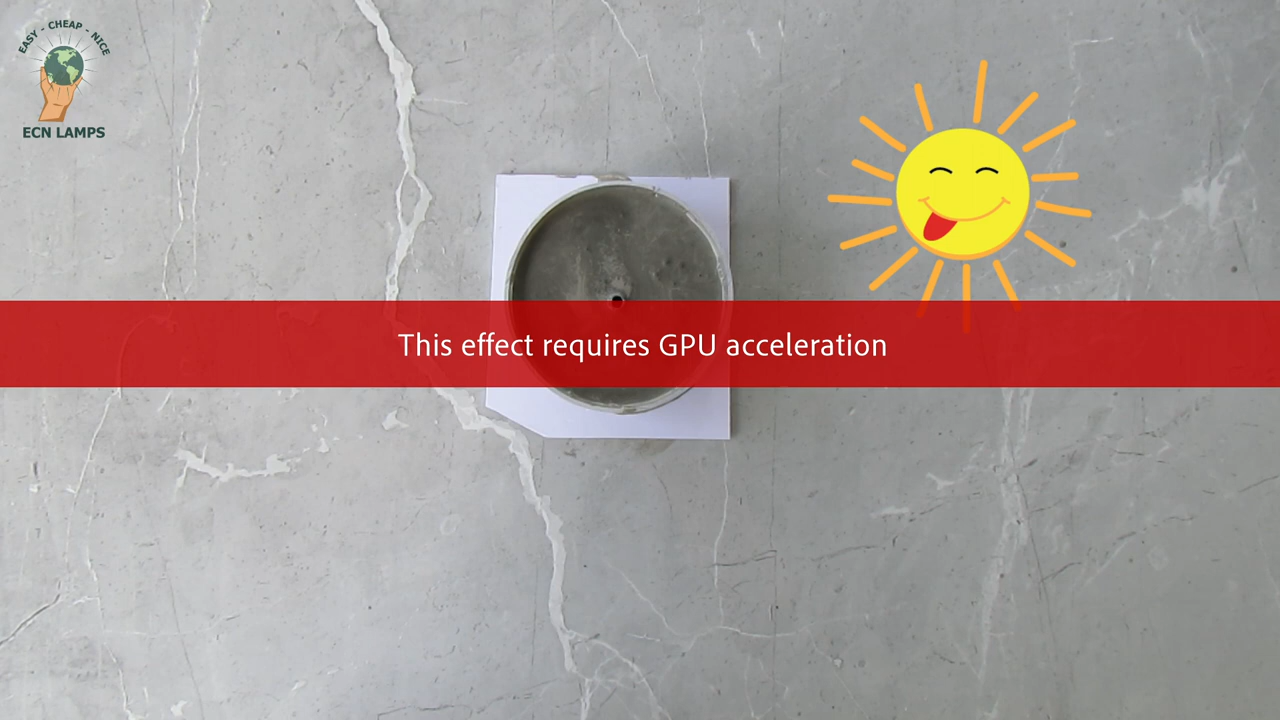 EASY - CHEAP - NICE
ECN LAMPS
This effect requires GPU acceleration